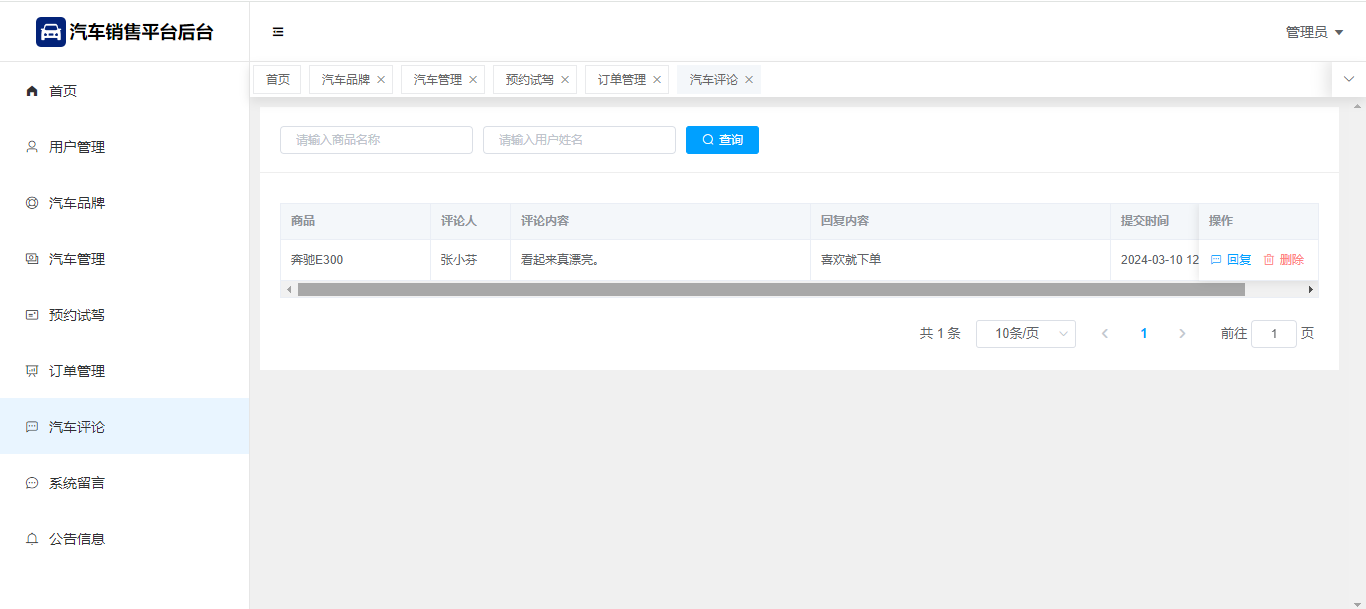 汽车销售平台后台
管理员
首页
用户管理
汽车品牌
汽车管理
预约试驾
订单管理
汽车评论
系统留言
公告信息
首页 汽车品牌 汽车管理 预约试驾 订单管理 汽车评论
请输入商品名称 请输入用户姓名 查询
商品 评论人 评论内容 回复内容 提交时间 操作
奔驰E300 张小芬 看起来真漂亮。 喜欢就下单 2024-03-10 12 回复 删除
共 1 条 10条/页 1 前往 1 页